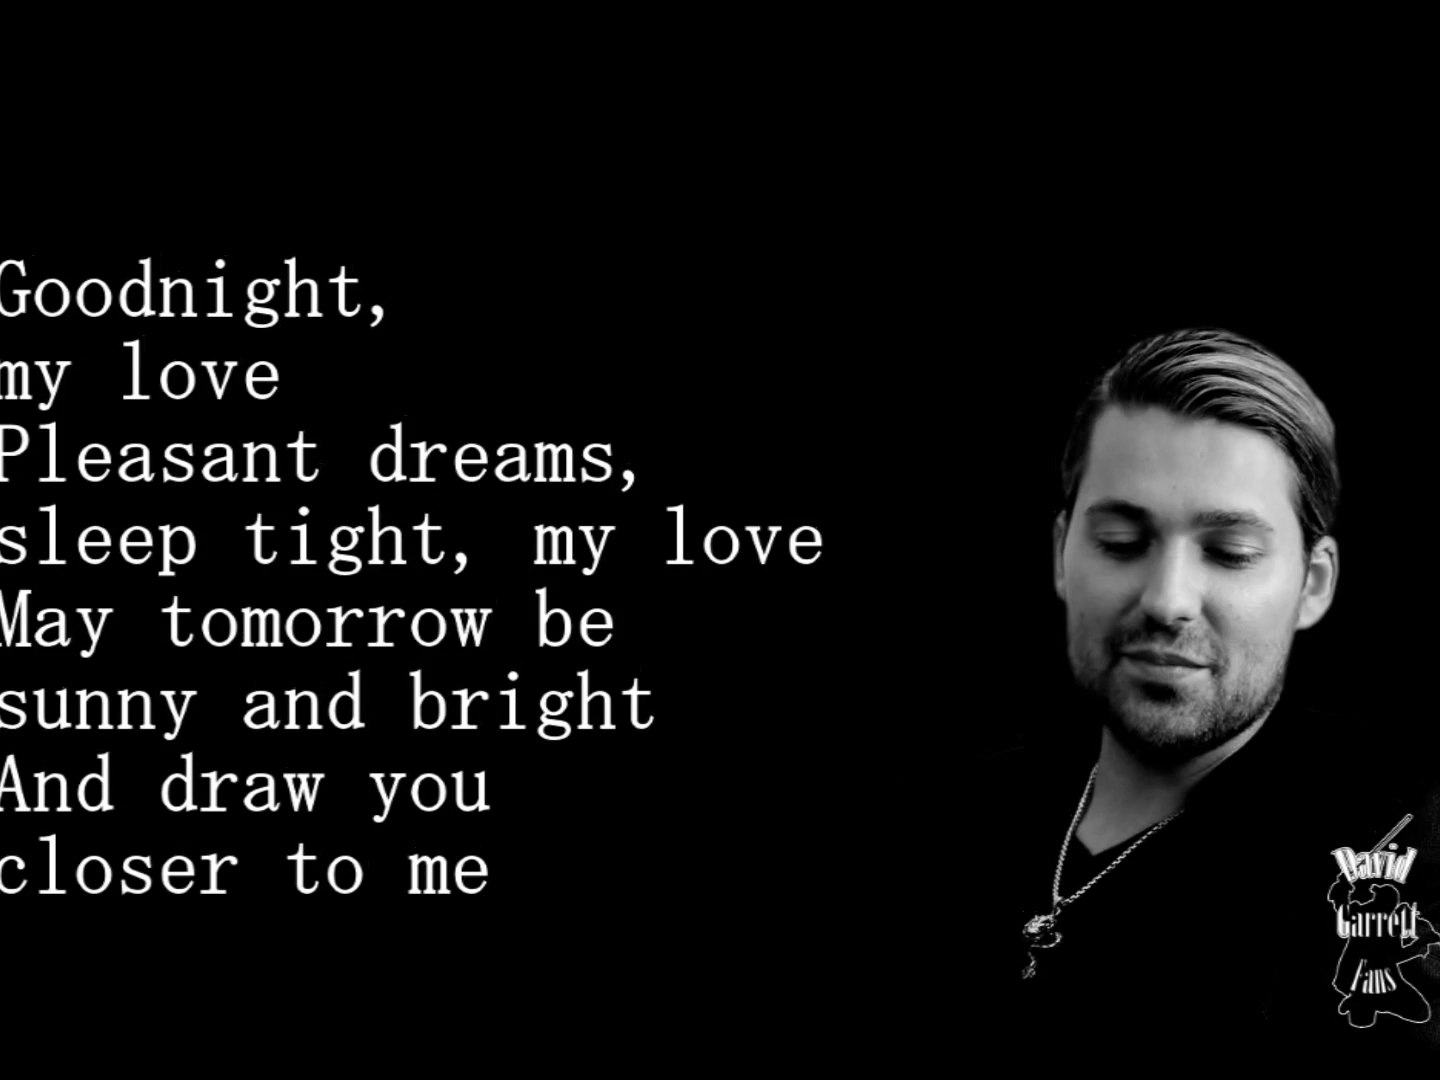 Goodnight,
my love
Pleasant dreams,
sleep tight, my love
May tomorrow be
sunny and bright
And draw you
closer to me
David
Garrett
Fans